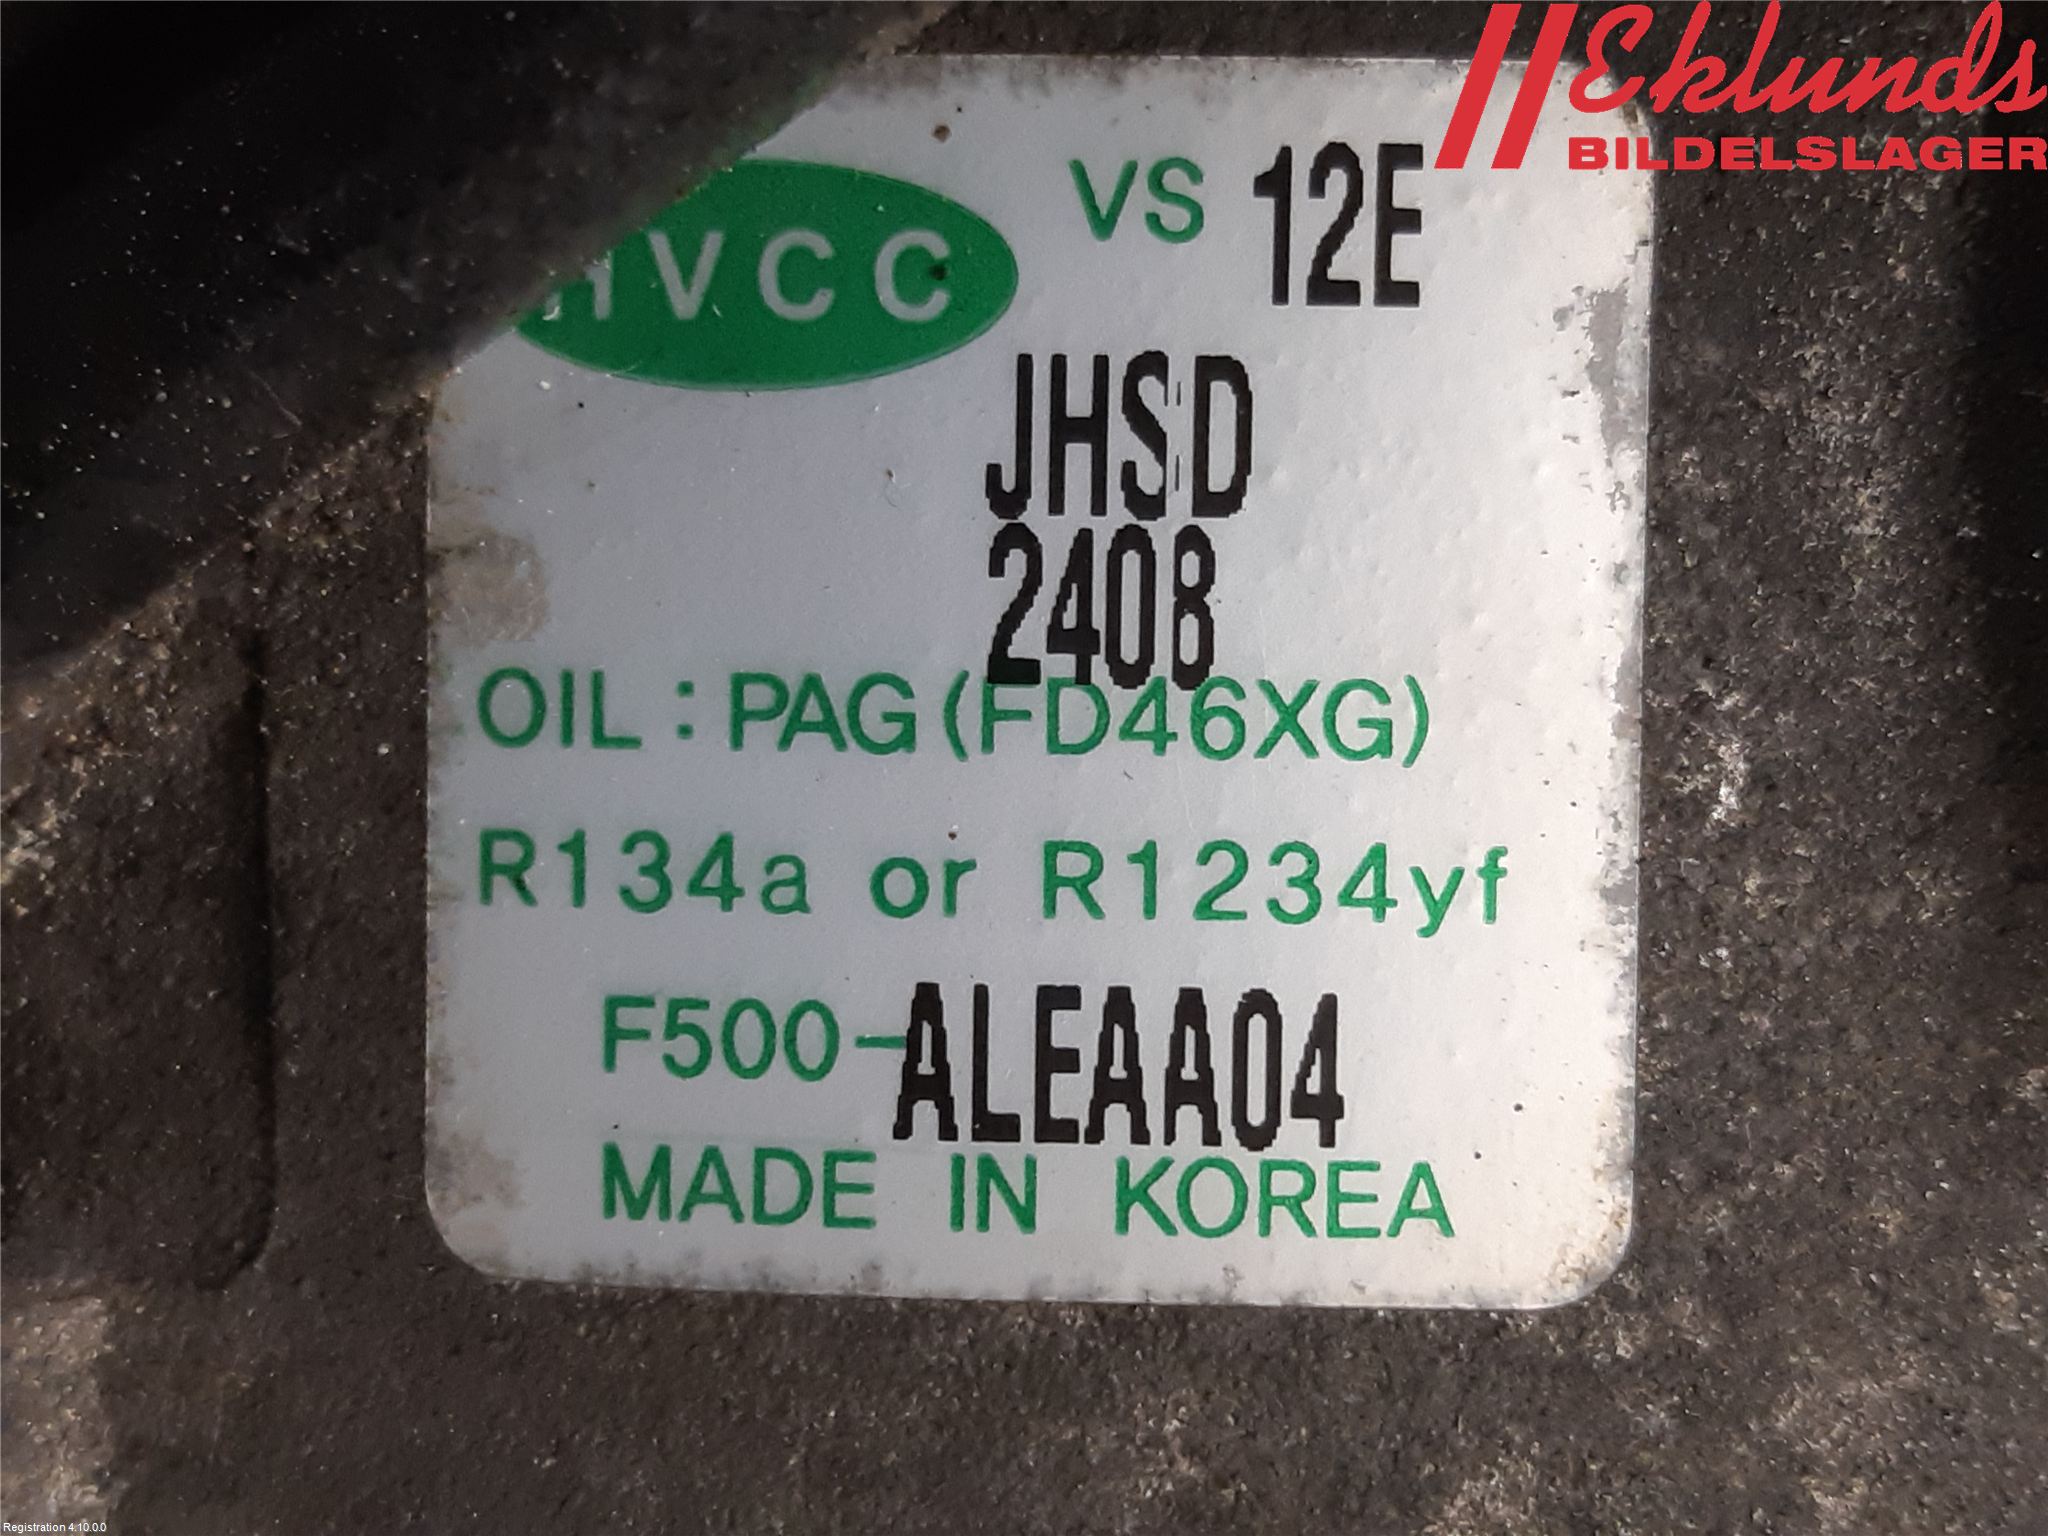 Eklunds
BILDELSLAGER
HVCC VS 12E
JHSD
2408
OIL : PAG (FD46XG)
R134a or R1234yf
F500-ALEAA04
MADE IN KOREA
Registration 4.10.0.0